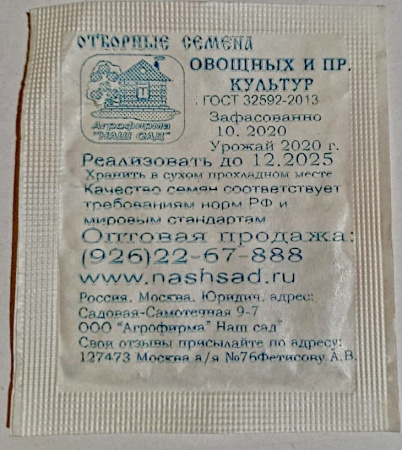 ОТБОРНЫЕ СЕМЕНА
ОВОЩНЫХ И ПР.
КУЛЬТУР
ГОСТ 32592-2013
Агрофирма
"НАШ САД"
Зафасованно
10. 2020
Урожай 2020 г.
Реализовать до 12.2025
Хранить в сухом прохладном месте
Качество семян соответствует
требованиям норм РФ и
мировым стандартам
Оптовая продажа:
(926)22-67-888
www.nashsad.ru
Россия, Москва, Юридич, адрес:
Садовая-Самотечная 9-7
ООО "Агрофирма" Наш сад"
Свои отзывы присылайте по адресу:
127473 Москва а/я №76Фетисову А.В.